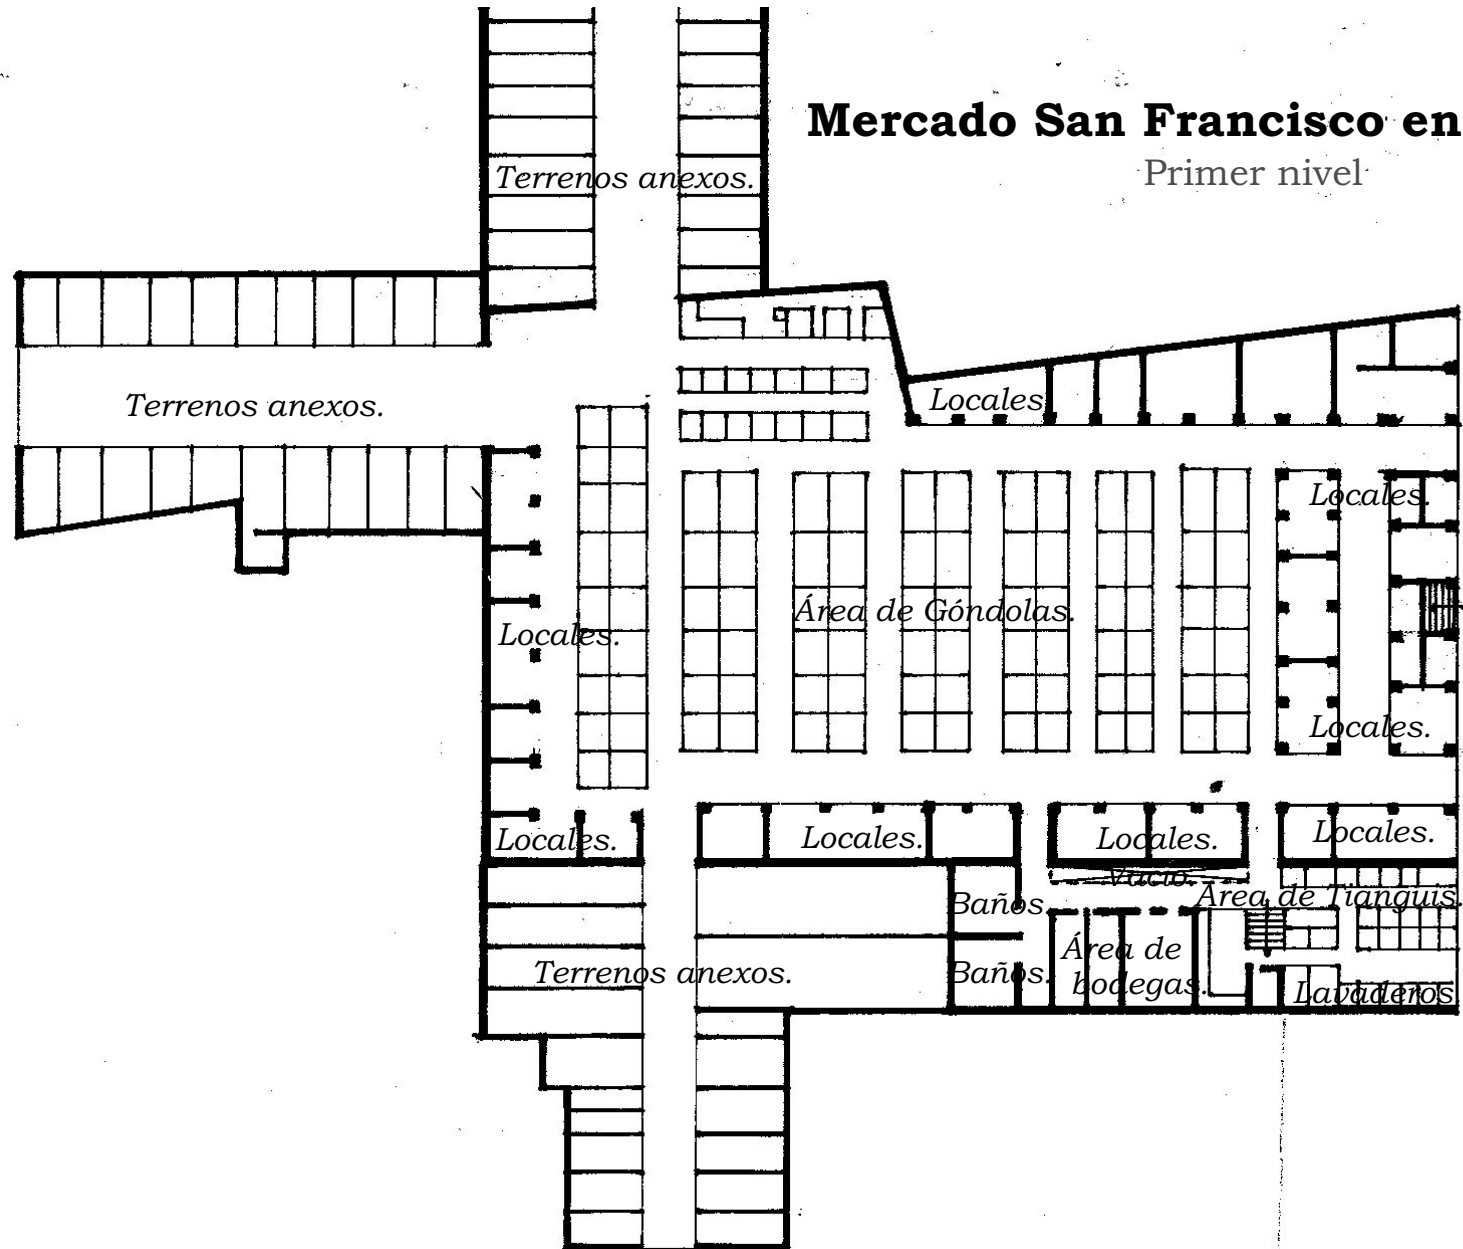 Mercado San Francisco en
Primer nivel
Terrenos anexos.
Terrenos anexos.
Locales
Locales.
Área de Góndolas.
Locales.
Locales.
Locales.
Locales.
Locales.
Locales.
Vacio.
Área de Tianguis.
Baños
Área de
bodegas.
Terrenos anexos.
Baños.
Lavaderos